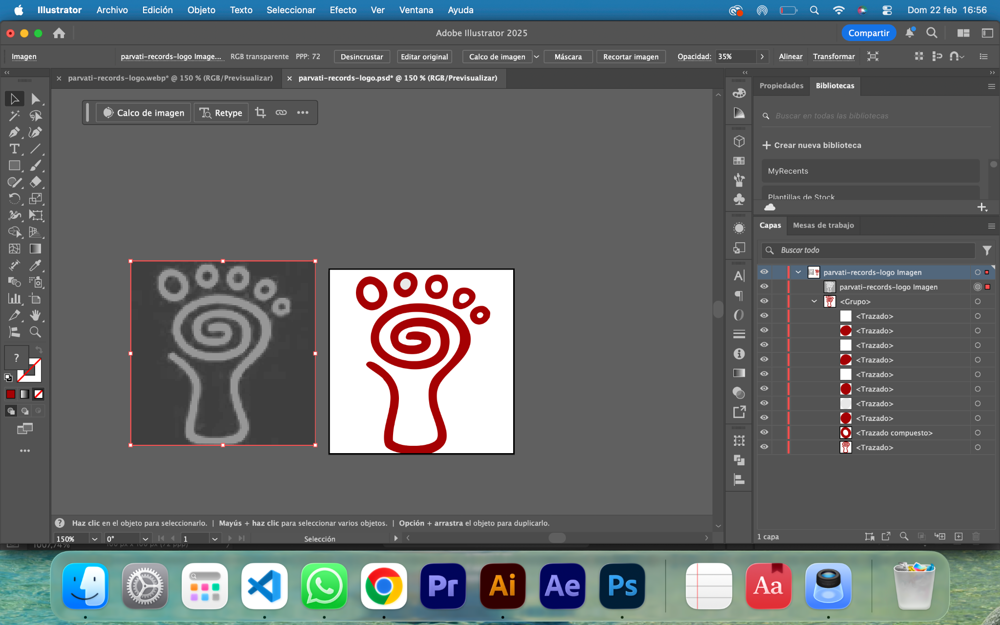 Illustrator Archivo Edición Objeto Texto Seleccionar Efecto Ver Ventana Ayuda Dom 22 feb 16:56
Adobe Illustrator 2025 Compartir
Imagen parvati-records-logo Image... RGB transparente PPP: 72 Desincrustar Editar original Calco de imagen Máscara Recortar imagen Opacidad: 35% Alinear Transformar
parvati-records-logo.webp* @ 150 % (RGB/Previsualizar) parvati-records-logo.psd* @ 150 % (RGB/Previsualizar)
Calco de imagen Retype
Propiedades Bibliotecas
Buscar en todas las bibliotecas
Crear nueva biblioteca
MyRecents
Plantillas de Stock
Capas Mesas de trabajo
Buscar todo
parvati-records-logo Imagen
parvati-records-logo Imagen
<Grupo>
<Trazado>
<Trazado>
<Trazado>
<Trazado>
<Trazado>
<Trazado>
<Trazado>
<Trazado>
<Trazado compuesto>
<Trazado>
?
Haz clic en el objeto para seleccionarlo. | Mayús + haz clic para seleccionar varios objetos. | Opción + arrastra el objeto para duplicarlo.
150% 0° 1 Selección
1 capa
1007,74%
Pr Ai Ae Ps Aa